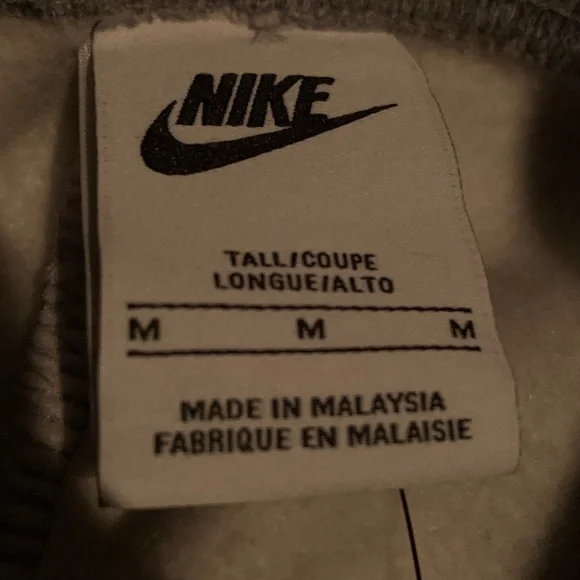 NIKE
TALL/COUPE
LONGUE/ALTO
M M M
MADE IN MALAYSIA
FABRIQUE EN MALAISIE